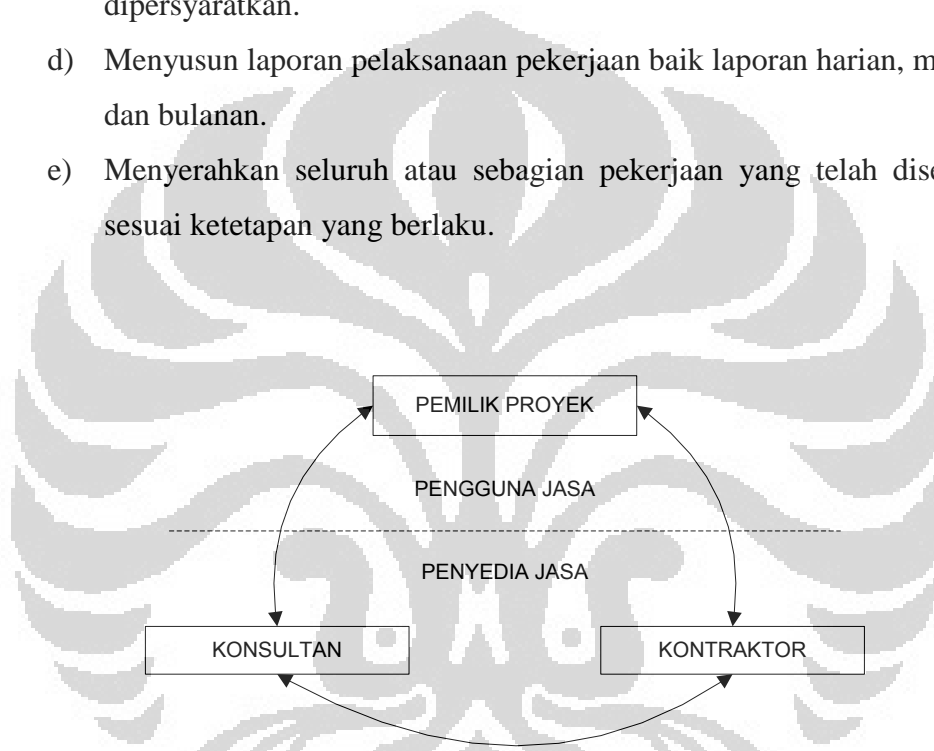 dipersyaratkan.
d) Menyusun laporan pelaksanaan pekerjaan baik laporan harian,
dan bulanan.
e) Menyerahkan seluruh atau sebagian pekerjaan yang telah
sesuai ketetapan yang berlaku.
PEMILIK PROYEK
PENGGUNA JASA
PENYEDIA JASA
KONSULTAN
KONTRAKTOR